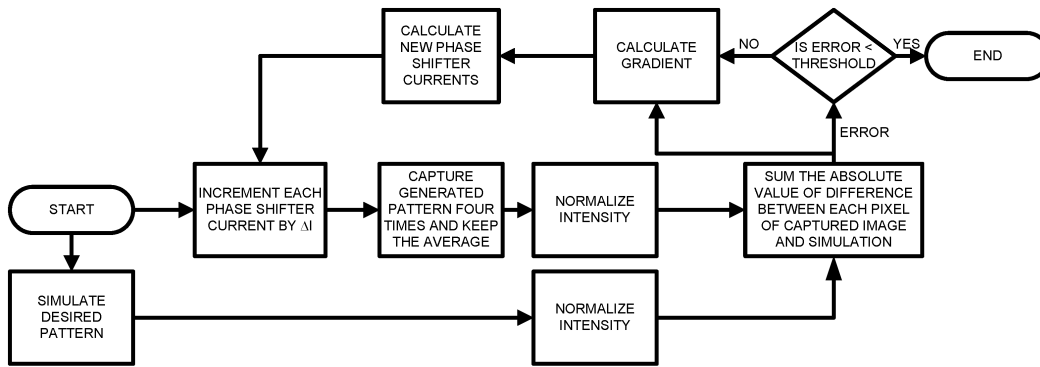 CALCULATE
NEW PHASE
SHIFTER
CURRENTS
CALCULATE
GRADIENT
NO
IS ERROR <
THRESHOLD
YES
END
ERROR
START
INCREMENT EACH
PHASE SHIFTER
CURRENT BY ΔI
CAPTURE
GENERATED
PATTERN FOUR
TIMES AND KEEP
THE AVERAGE
NORMALIZE
INTENSITY
SUM THE ABSOLUTE
VALUE OF DIFFERENCE
BETWEEN EACH PIXEL
OF CAPTURED IMAGE
AND SIMULATION
SIMULATE
DESIRED
PATTERN
NORMALIZE
INTENSITY